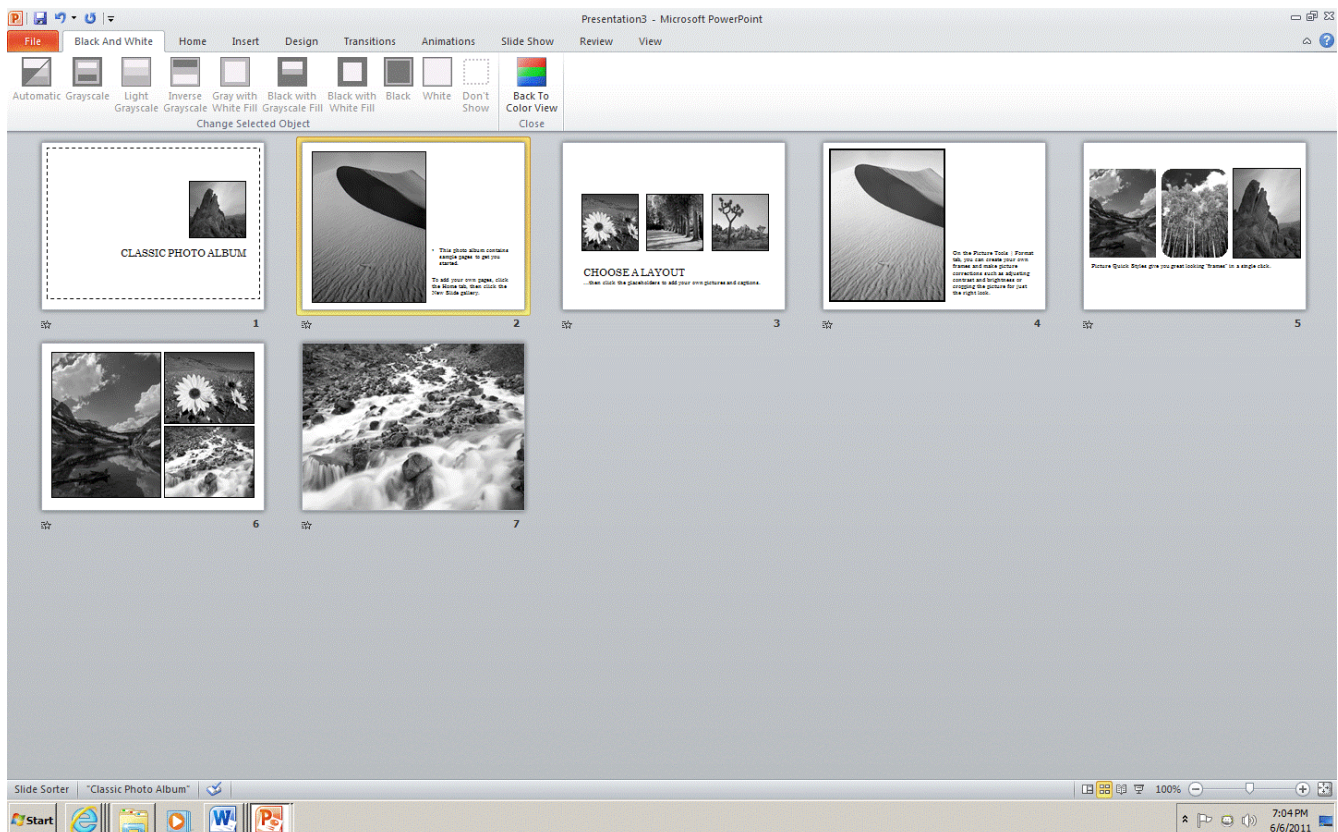 Presentation3 - Microsoft PowerPoint
File Black And White Home Insert Design Transitions Animations Slide Show Review View
Automatic Grayscale Light Grayscale Inverse Grayscale Gray with White Fill Black with Grayscale Fill Black with White Fill Black White Don't Show Back To Color View
Change Selected Object Close
CLASSIC PHOTO ALBUM
1
• This photo album contains
sample pages to get you
started.
To add your own pages, click
the Home tab, then click the
New Slide gallery.
2
CHOOSE A LAYOUT
...then click the placeholders to add your own pictures and captions.
3
On the Picture Tools | Format
tab, you can create your own
frames and make picture
corrections such as adjusting
contrast and brightness or
cropping the picture for just
the right look.
4
Picture Quick Styles give you great looking "frames" in a single click.
5
6
7
Slide Sorter "Classic Photo Album" 100%
Start 7:04 PM
6/6/2011